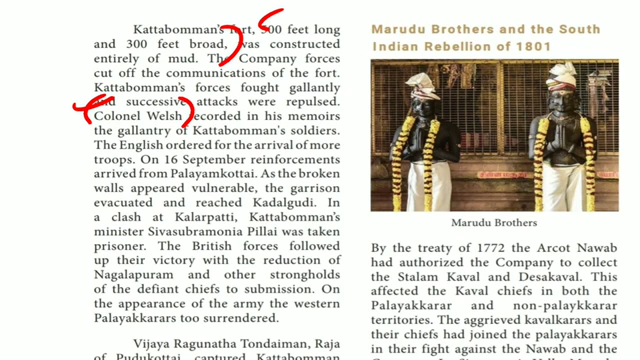 Kattabomman's fort, 500 feet long
and 300 feet broad, was constructed
entirely of mud. The Company forces
cut off the communications of the fort.
Kattabomman's forces fought gallantly
and successive attacks were repulsed.
Colonel Welsh recorded in his memoirs
the gallantry of Kattabomman's soldiers.
The English ordered for the arrival of more
troops. On 16 September reinforcements
arrived from Palayamkottai. As the broken
walls appeared vulnerable, the garrison
evacuated and reached Kadalgudi. In
a clash at Kalarpatti, Kattabomman's
minister Sivasubramonia Pillai was taken
prisoner. The British forces followed
up their victory with the reduction of
Nagalapuram and other strongholds
of the defiant chiefs to submission. On
the appearance of the army the western
Palayakkarars too surrendered.
Vijaya Ragunatha Tondaiman, Raja
of Pudukottai, captured Kattabomman
Marudu Brothers and the South
Indian Rebellion of 1801
Marudu Brothers
By the treaty of 1772 the Arcot Nawab
had authorized the Company to collect
the Stalam Kaval and Desakaval. This
affected the Kaval chiefs in both the
Palayakkarar and non-palaykkarar
territories. The aggrieved kavalkarars and
their chiefs had joined the palayakkarars
in their fight against the Nawab and the